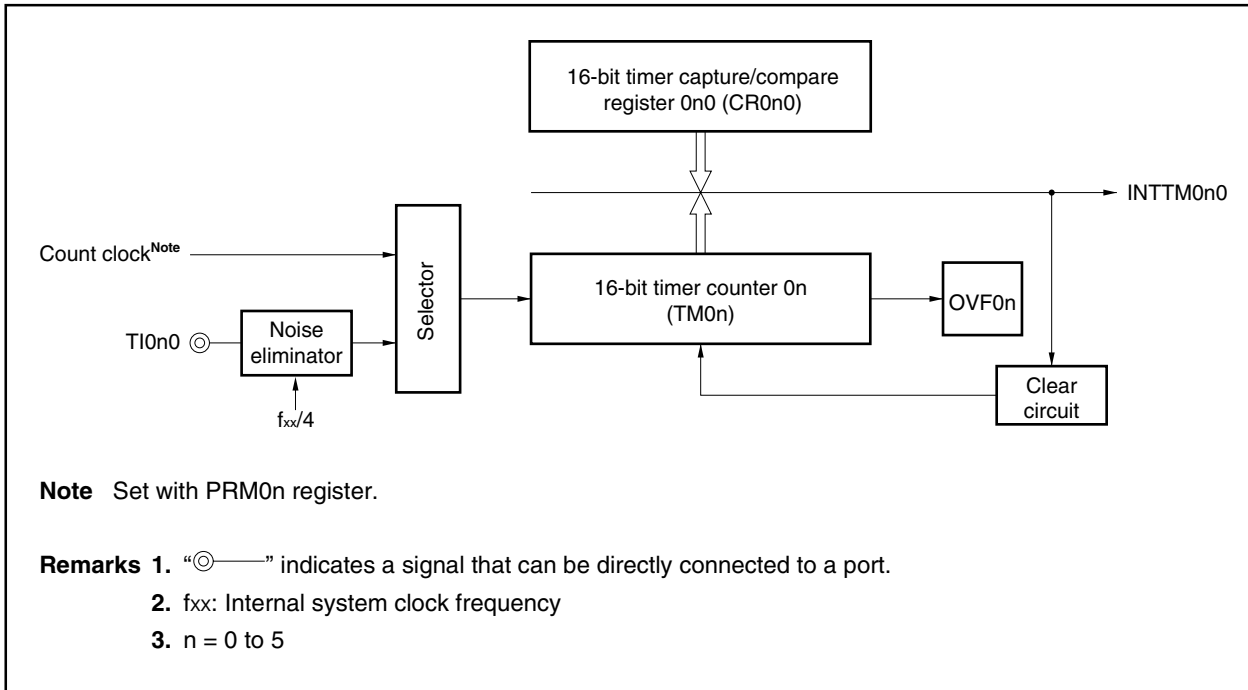 16-bit timer capture/compare
register 0n0 (CR0n0)
INTTM0n0
Count clockNote
Selector
16-bit timer counter 0n
(TM0n)
OVF0n
TI0n0
Noise
eliminator
fxx/4
Clear
circuit
Note Set with PRM0n register.
Remarks 1. “◎——” indicates a signal that can be directly connected to a port.
2. fxx: Internal system clock frequency
3. n = 0 to 5